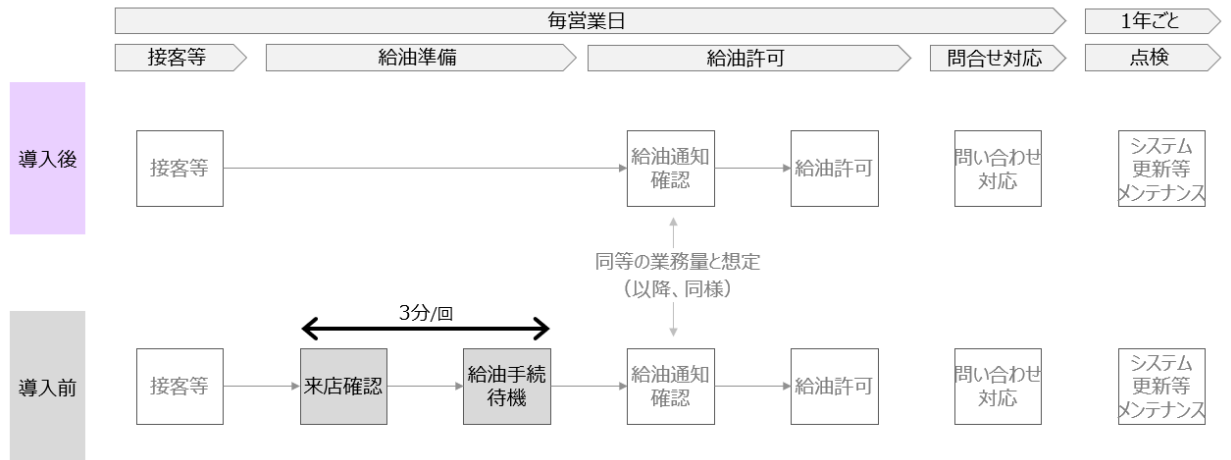 毎営業日
1年ごと
接客等
給油準備
給油許可
問合せ対応
点検
導入後
接客等
給油通知
確認
給油許可
問い合わせ
対応
システム
更新等
メンテナンス
同等の業務量と想定
（以降、同様）
3分/回
導入前
接客等
来店確認
給油手続
待機
給油通知
確認
給油許可
問い合わせ
対応
システム
更新等
メンテナンス